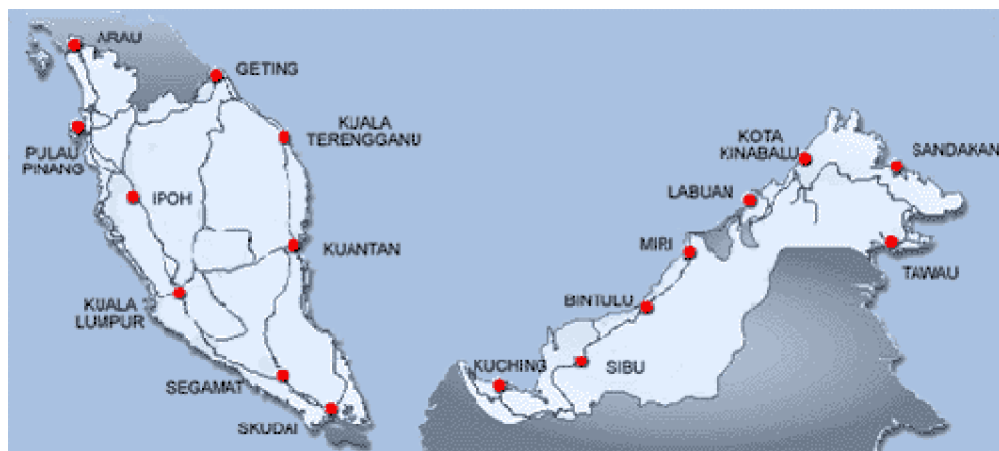 ARAU
GETING
KUALA
TERENGGANU
PULAU
PINANG
IPOH
KUANTAN
KUALA
LUMPUR
SEGAMAT
SKUDAI
KOTA
KINABALU
SANDAKAN
LABUAN
MIRI
TAWAU
BINTULU
KUCHING
SIBU